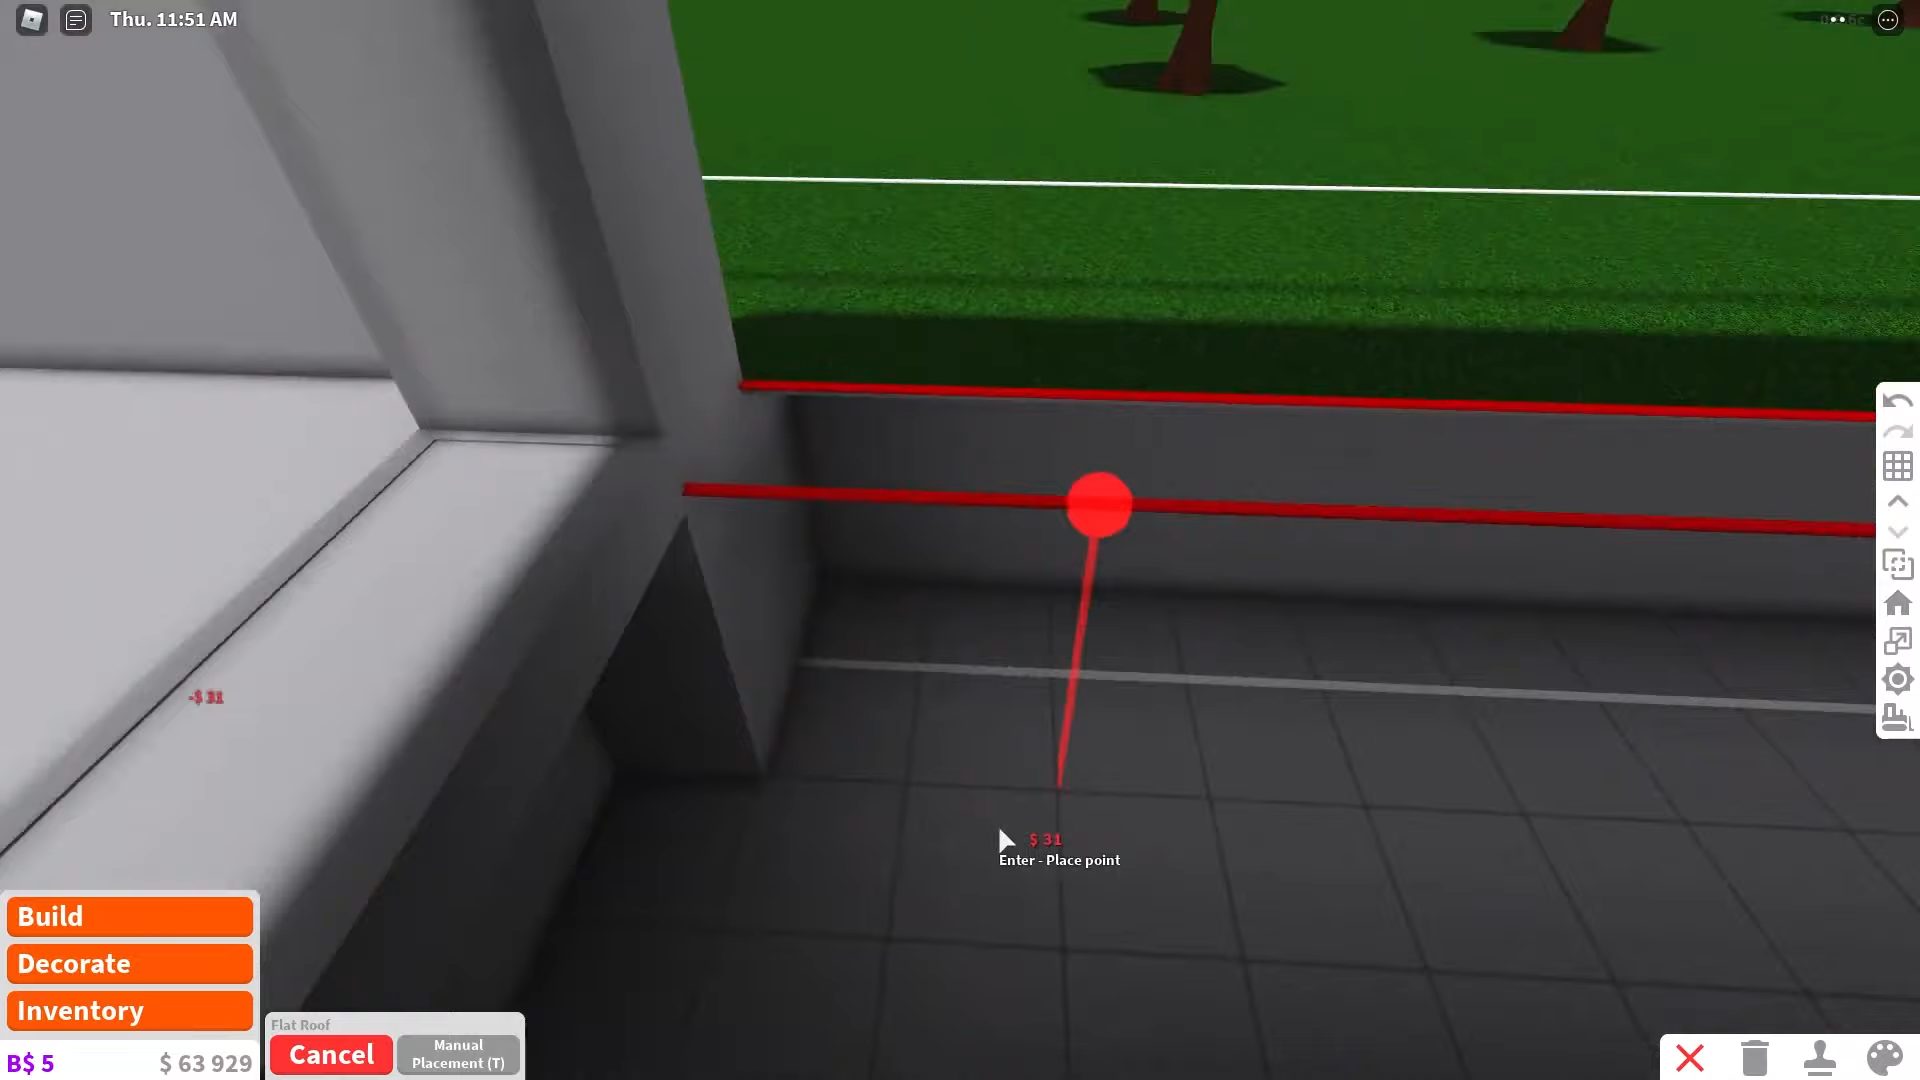 Thu. 11:51 AM
-$ 31
$ 31
Enter - Place point
Build
Decorate
Inventory
B$ 5
$ 63 929
Flat Roof
Cancel
Manual
Placement (T)